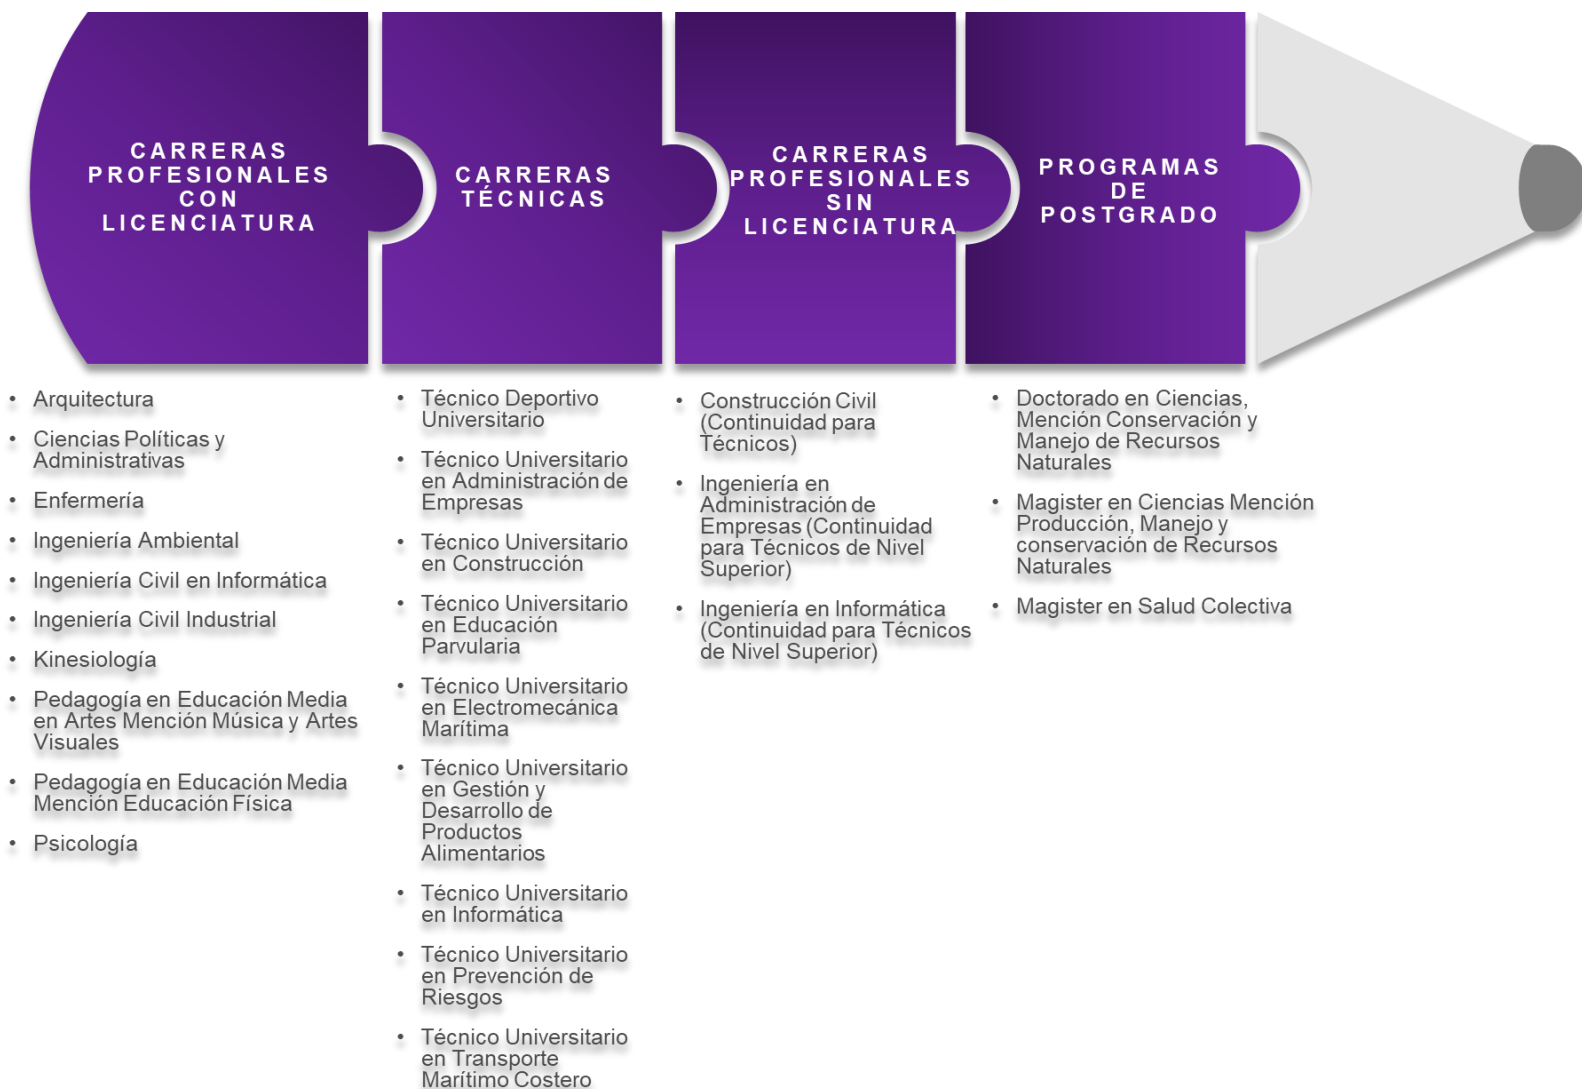 CARRERAS
PROFESIONALES
CON
LICENCIATURA
CARRERAS
TÉCNICAS
CARRERAS
PROFESIONALES
SIN
LICENCIATURA
PROGRAMAS
DE
POSTGRADO
• Arquitectura
• Ciencias Políticas y
Administrativas
• Enfermería
• Ingeniería Ambiental
• Ingeniería Civil en Informática
• Ingeniería Civil Industrial
• Kinesiología
• Pedagogía en Educación Media
en Artes Mención Música y Artes
Visuales
• Pedagogía en Educación Media
Mención Educación Física
• Psicología
• Técnico Deportivo
Universitario
• Técnico Universitario
en Administración de
Empresas
• Técnico Universitario
en Construcción
• Técnico Universitario
en Educación
Parvularia
• Técnico Universitario
en Electromecánica
Marítima
• Técnico Universitario
en Gestión y
Desarrollo de
Productos
Alimentarios
• Técnico Universitario
en Informática
• Técnico Universitario
en Prevención de
Riesgos
• Técnico Universitario
en Transporte
Marítimo Costero
• Construcción Civil
(Continuidad para
Técnicos)
• Ingeniería en
Administración de
Empresas (Continuidad
para Técnicos de Nivel
Superior)
• Ingeniería en Informática
(Continuidad para Técnicos
de Nivel Superior)
• Doctorado en Ciencias,
Mención Conservación y
Manejo de Recursos
Naturales
• Magister en Ciencias Mención
Producción, Manejo y
conservación de Recursos
Naturales
• Magister en Salud Colectiva